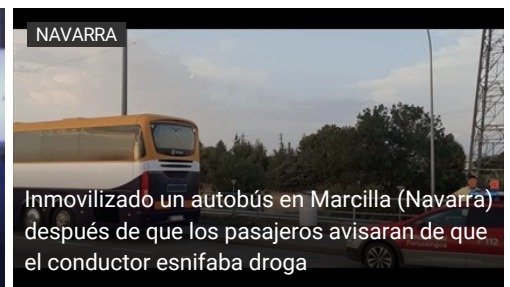 NAVARRA
Inmovilizado un autobús en Marcilla (Navarra)
después de que los pasajeros avisaran de que
el conductor esnifaba droga
112